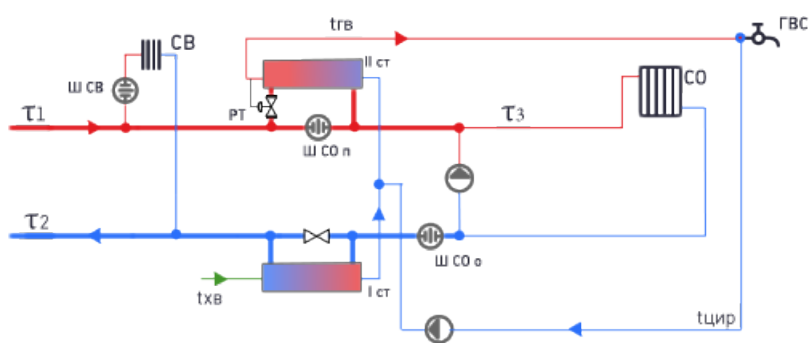 tгв
ГВС
СВ
II ст
СО
Ш СВ
τ1
РТ
τ3
Ш СО п
τ2
Ш СО о
I ст
tхв
tцир